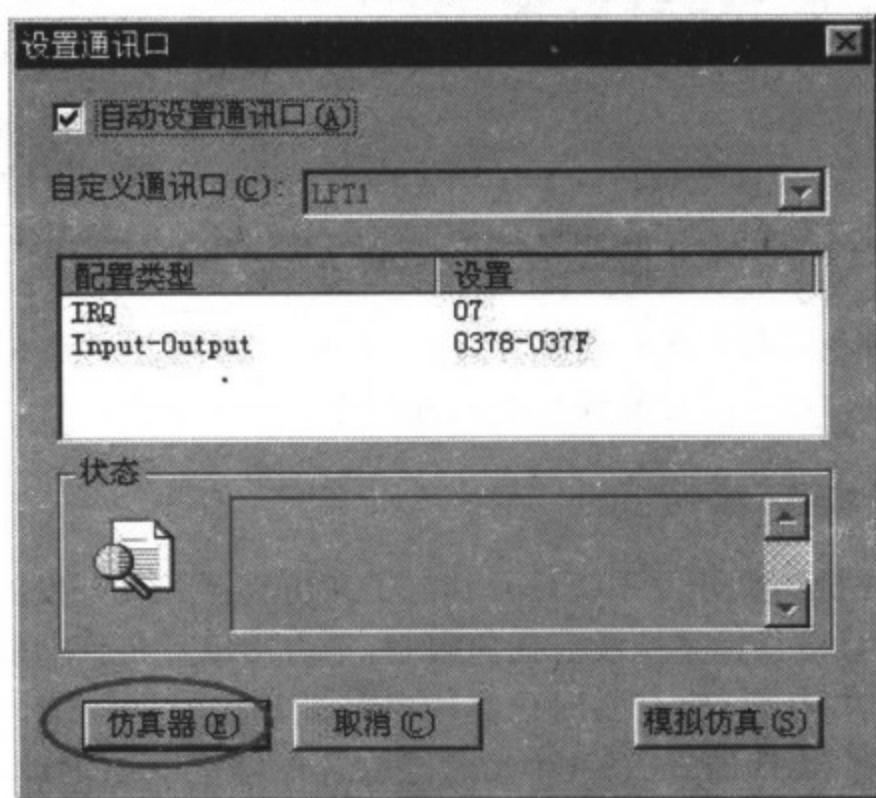 设置通讯口
自动设置通讯口(A)
自定义通讯口(C): LPT1
配置类型 设置
IRQ 07
Input-Output 0378-037F
状态
仿真器(E) 取消(C) 模拟仿真(S)